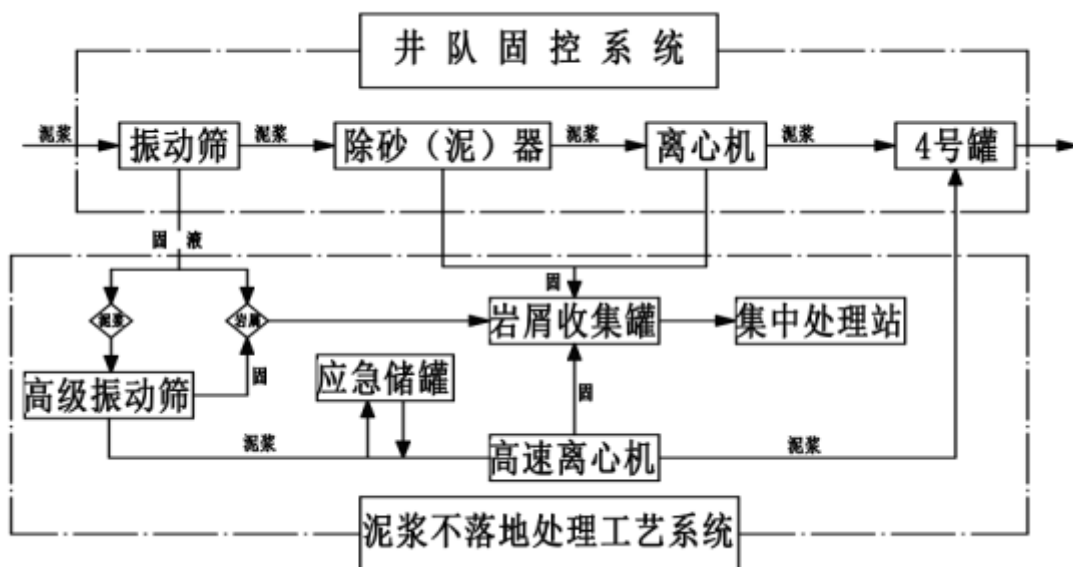 井队固控系统
泥浆 振动筛 泥浆 除砂（泥）器 泥浆 离心机 泥浆 4号罐
固 液
固
泥浆 岩屑 岩屑收集罐 集中处理站
高级振动筛 固 应急储罐 固
泥浆 高速离心机 泥浆
泥浆不落地处理工艺系统